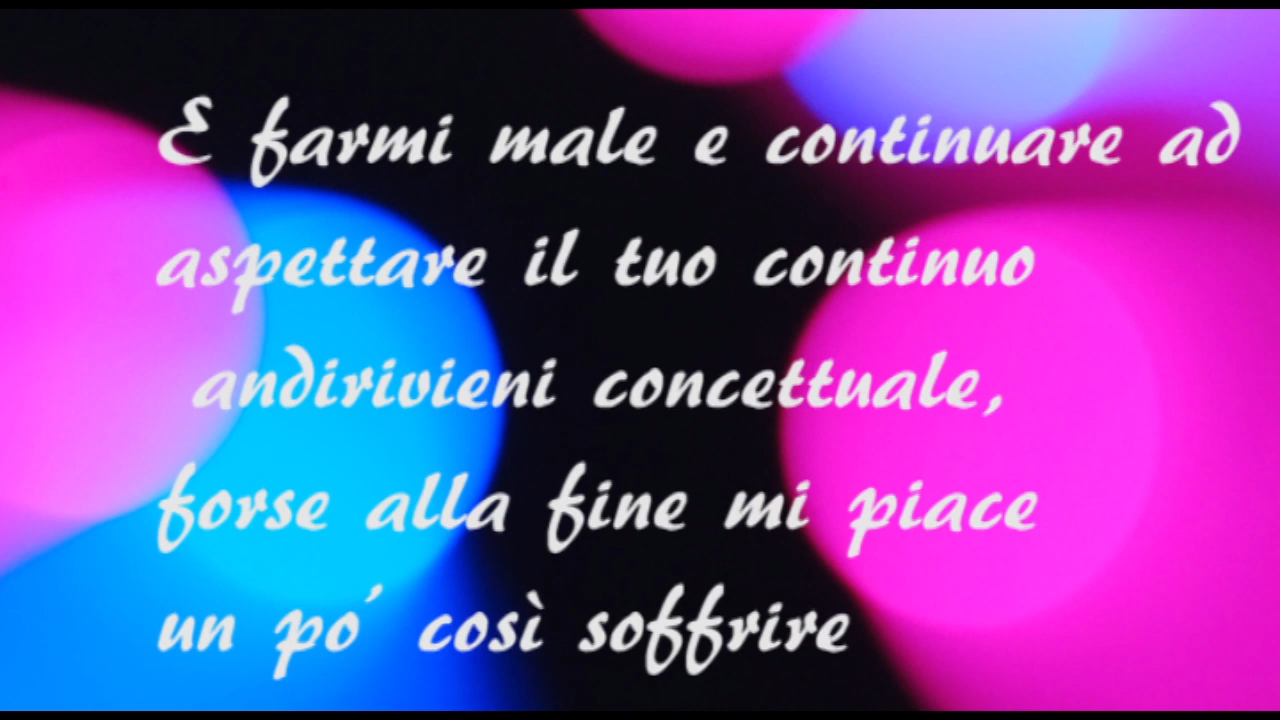 E farmi male e continuare ad
aspettare il tuo continuo
andirivieni concettuale,
forse alla fine mi piace
un po' così soffrire